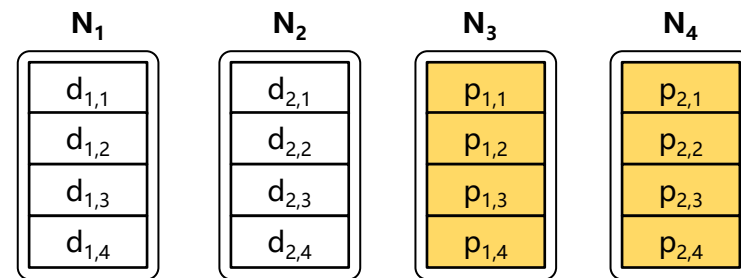 N₁ N₂ N₃ N₄
d₁,₁ d₂,₁ p₁,₁ p₂,₁
d₁,₂ d₂,₂ p₁,₂ p₂,₂
d₁,₃ d₂,₃ p₁,₃ p₂,₃
d₁,₄ d₂,₄ p₁,₄ p₂,₄